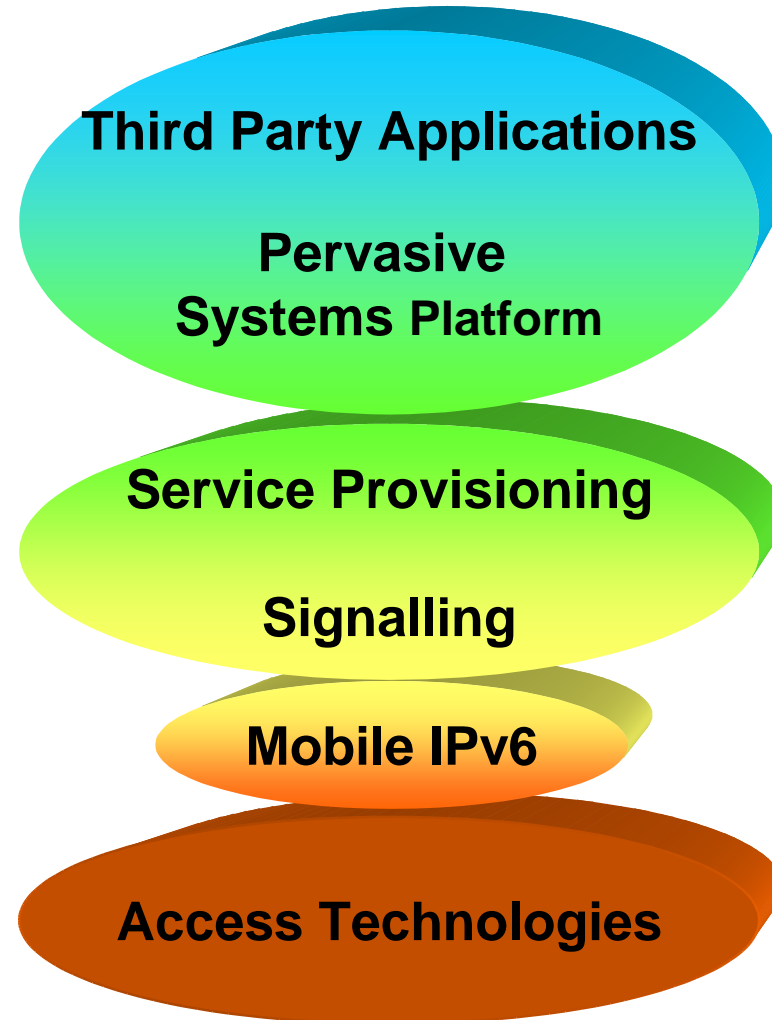 Third Party Applications
Pervasive
Systems Platform
Service Provisioning
Signalling
Mobile IPv6
Access Technologies